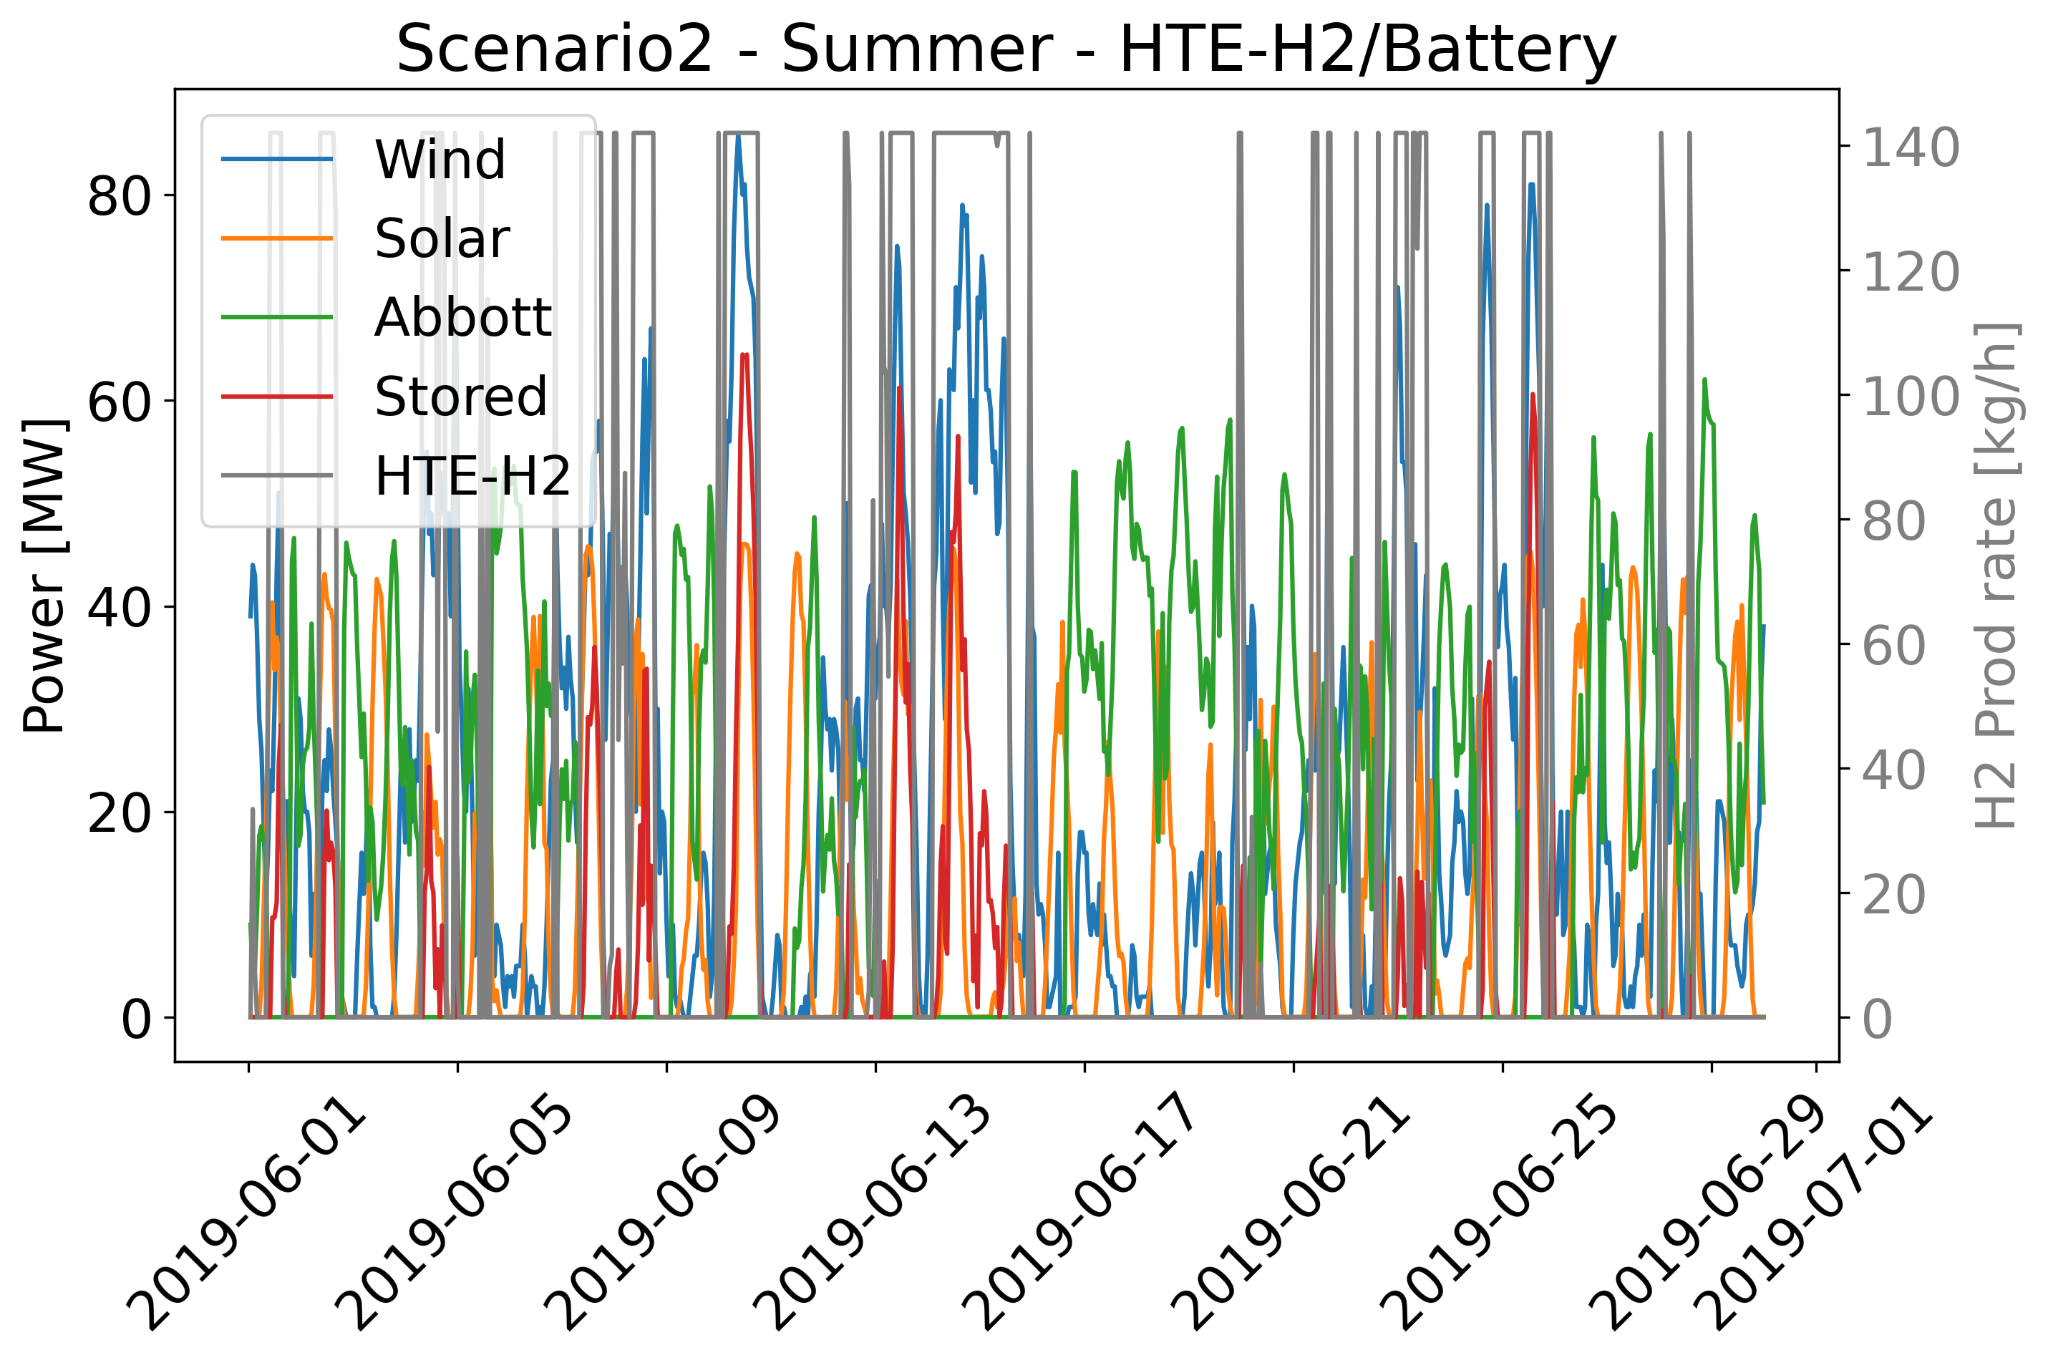 Scenario2 - Summer - HTE-H2/Battery
Wind
Solar
Abbott
Stored
HTE-H2
Power [MW]
80
60
40
20
0
H2 Prod rate [kg/h]
140
120
100
80
60
40
20
0
2019-06-01
2019-06-05
2019-06-09
2019-06-13
2019-06-17
2019-06-21
2019-06-25
2019-06-29
2019-07-01